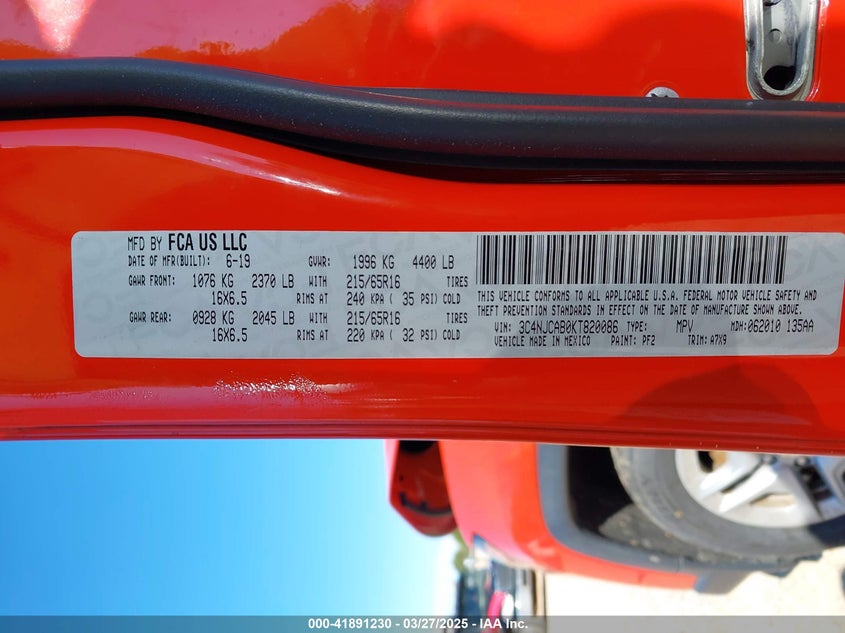 MFD BY FCA US LLC
DATE OF MFR(BUILT): 6-19 GVWR: 1996 KG 4400 LB
GAWR FRONT: 1076 KG 2370 LB WITH 215/65R16 TIRES
16X6.5 RIMS AT 240 KPA ( 35 PSI) COLD
GAWR REAR: 0928 KG 2045 LB WITH 215/65R16 TIRES
16X6.5 RIMS AT 220 KPA ( 32 PSI) COLD
THIS VEHICLE CONFORMS TO ALL APPLICABLE U.S.A. FEDERAL MOTOR VEHICLE SAFETY AND
THEFT PREVENTION STANDARDS IN EFFECT ON THE DATE OF MANUFACTURE SHOWN ABOVE.
VIN: 3C4NJCAB0KT820086 TYPE: MPV MDH: 062010 135AA
VEHICLE MADE IN MEXICO PAINT: PF2 TRIM: A7X9
000-41891230 - 03/27/2025 - IAA Inc.